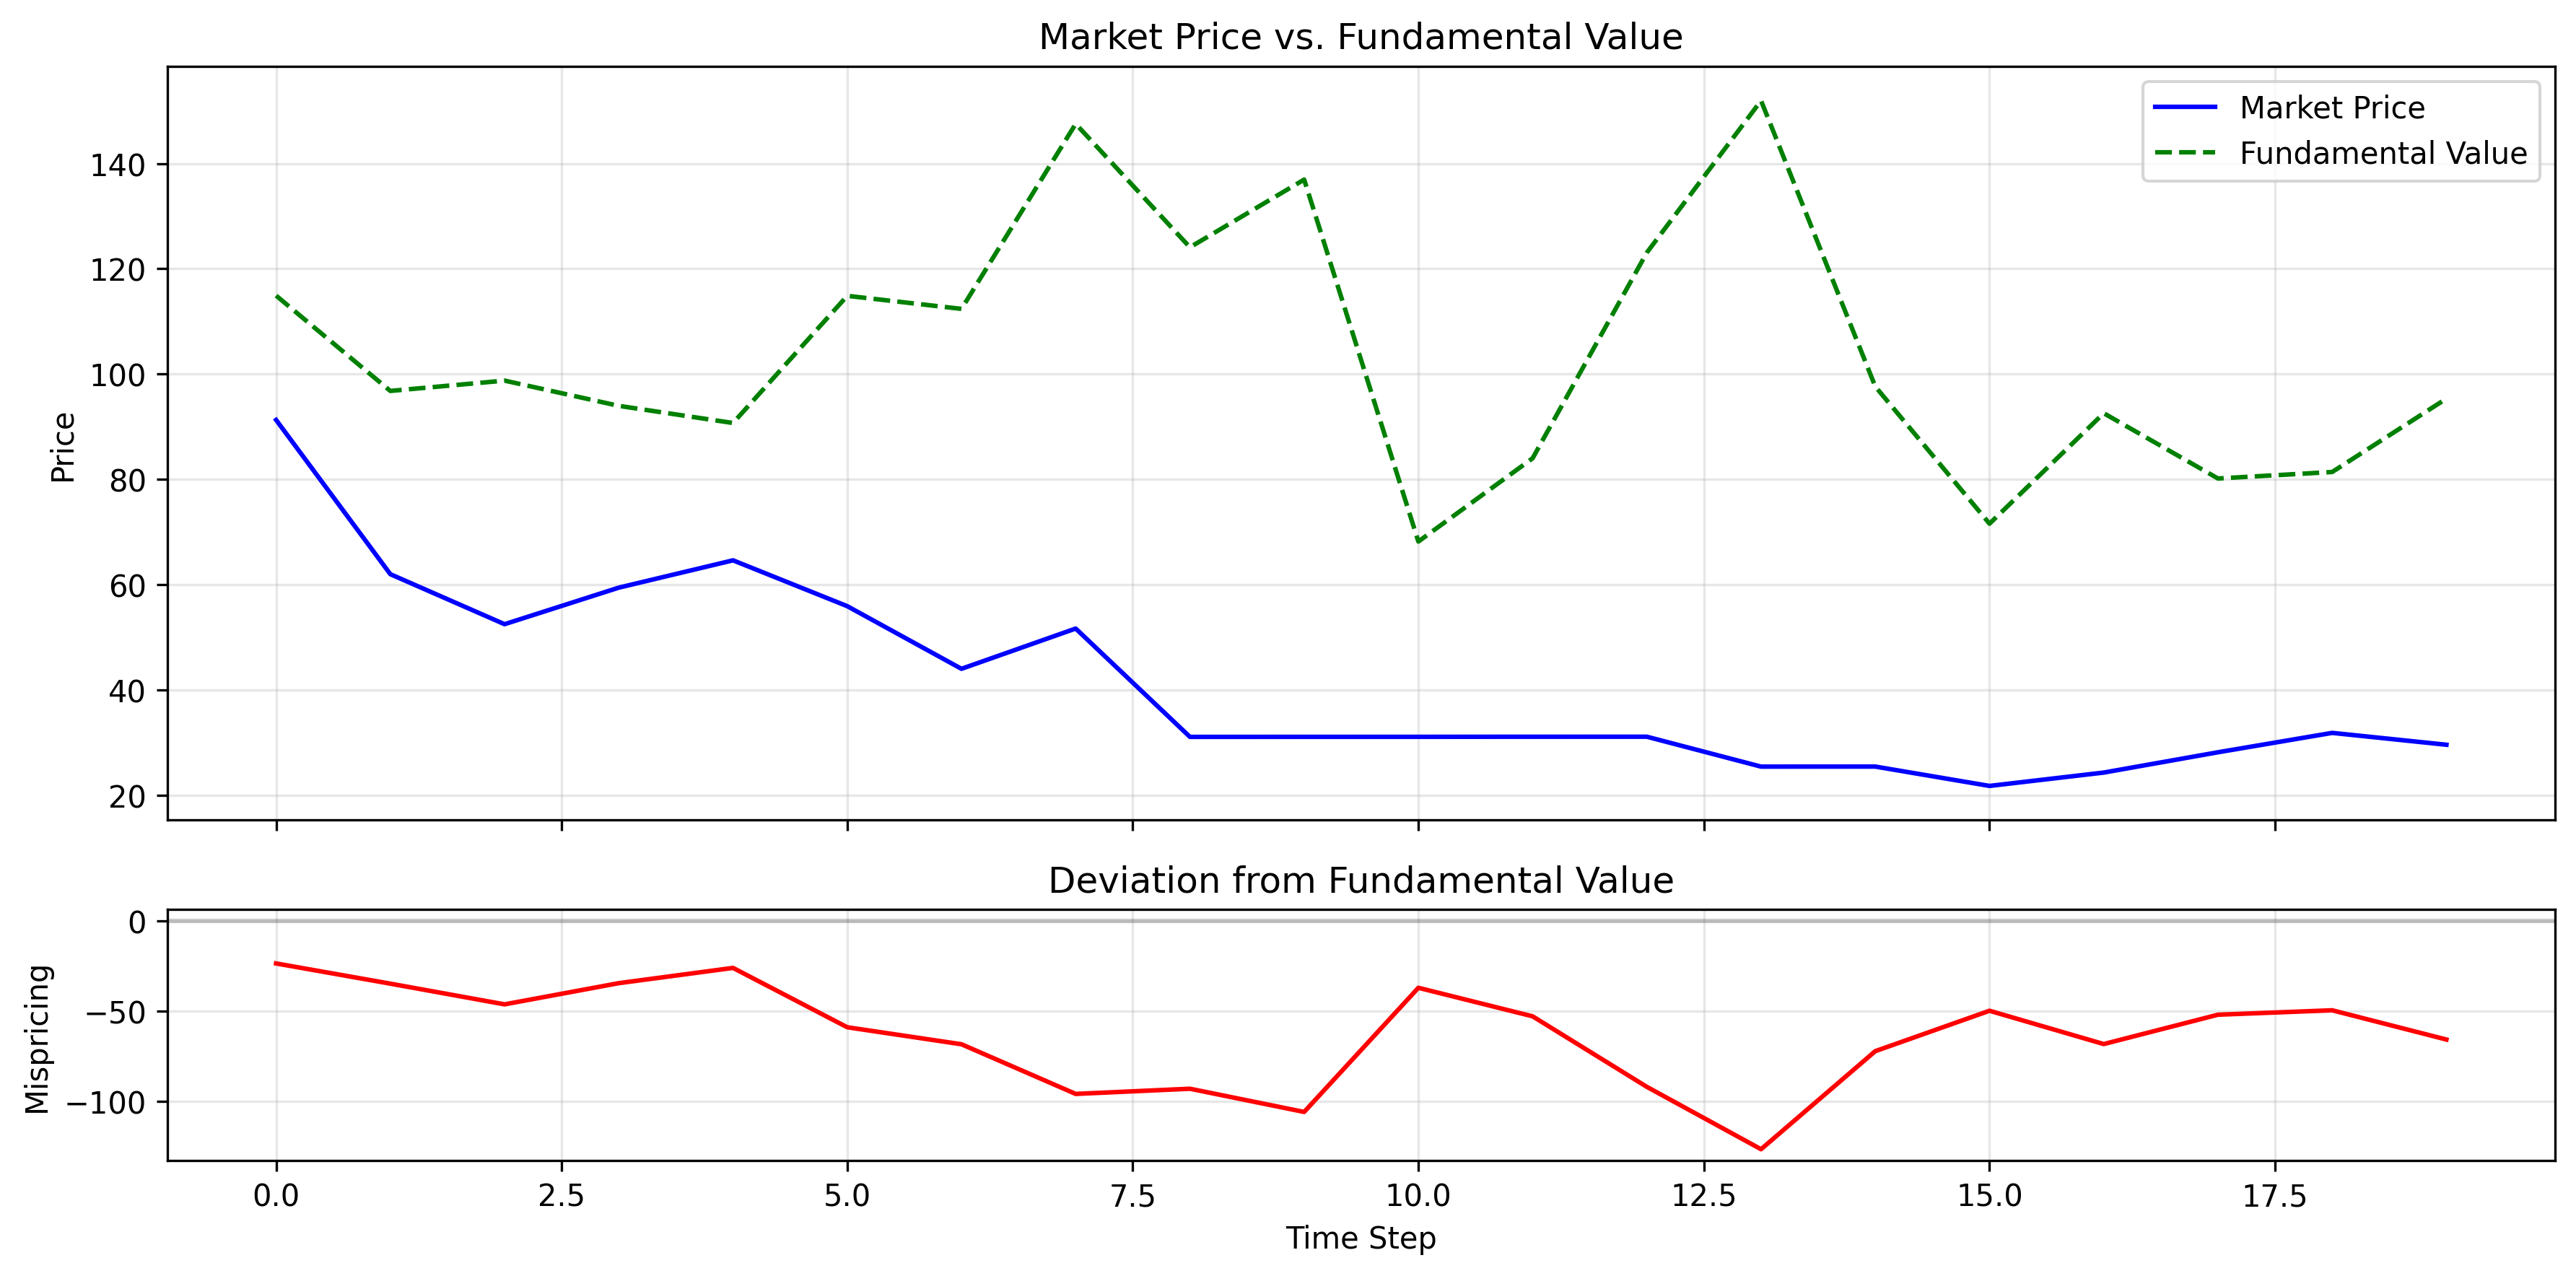 Market Price vs. Fundamental Value
Market Price
Fundamental Value
Price
140
120
100
80
60
40
20
Deviation from Fundamental Value
Mispricing
0
−50
−100
0.0 2.5 5.0 7.5 10.0 12.5 15.0 17.5
Time Step